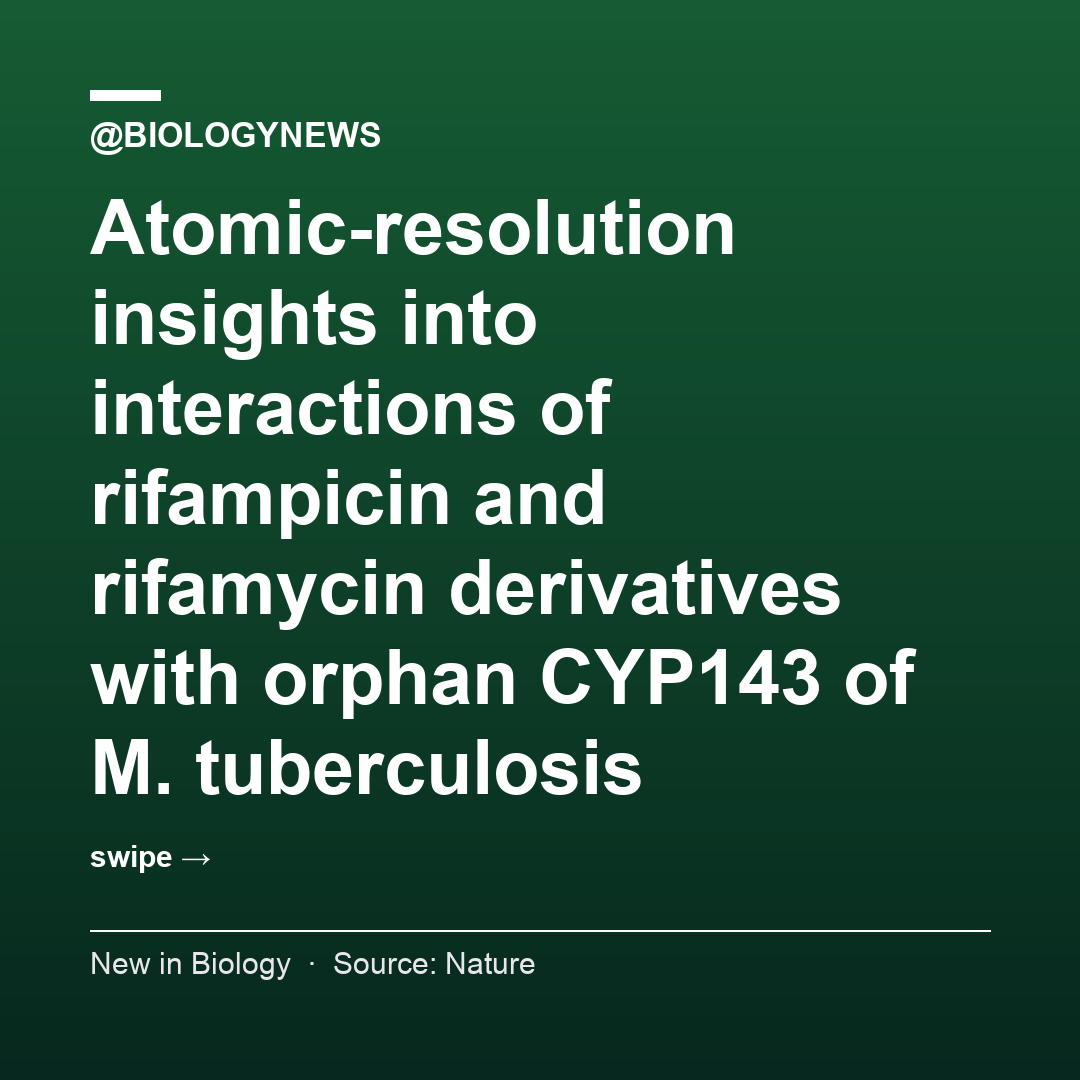 @BIOLOGYNEWS
Atomic-resolution
insights into
interactions of
rifampicin and
rifamycin derivatives
with orphan CYP143 of
M. tuberculosis
swipe →
New in Biology · Source: Nature